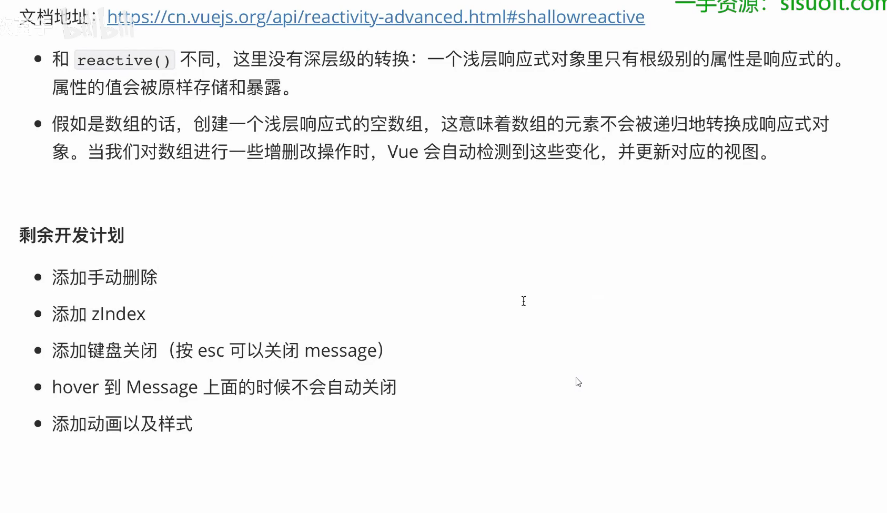 一手资源：sisuoit.com
文档地址：https://cn.vuejs.org/api/reactivity-advanced.html#shallowreactive
和 reactive() 不同，这里没有深层级的转换：一个浅层响应式对象里只有根级别的属性是响应式的。
属性的值会被原样存储和暴露。
假如是数组的话，创建一个浅层响应式的空数组，这意味着数组的元素不会被递归地转换成响应式对
象。当我们对数组进行一些增删改操作时，Vue 会自动检测到这些变化，并更新对应的视图。
剩余开发计划
添加手动删除
添加 zIndex
添加键盘关闭（按 esc 可以关闭 message）
hover 到 Message 上面的时候不会自动关闭
添加动画以及样式